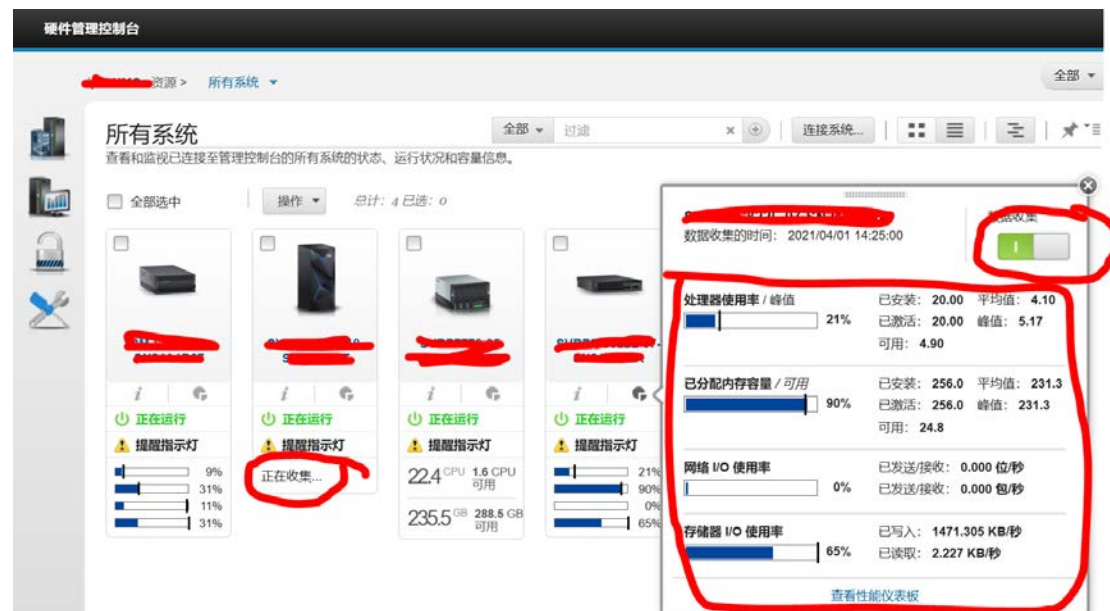 硬件管理控制台
资源 > 所有系统
全部
所有系统
全部 过滤 连接系统...
查看和监视已连接至管理控制台的所有系统的状态、运行状况和容量信息。
全部选中 操作 总计: 4 已选: 0
数据收集
数据收集的时间: 2021/04/01 14:25:00
处理器使用率 / 峰值
21%
已安装: 20.00 平均值: 4.10
已激活: 20.00 峰值: 5.17
可用: 4.90
已分配内存容量 / 可用
90%
已安装: 256.0 平均值: 231.3
已激活: 256.0 峰值: 231.3
可用: 24.8
网络 I/O 使用率
0%
已发送/接收: 0.000 位/秒
已发送/接收: 0.000 包/秒
存储器 I/O 使用率
65%
已写入: 1471.305 KB/秒
已读取: 2.227 KB/秒
查看性能仪表板
正在运行
提醒指示灯
9%
31%
11%
31%
正在运行
提醒指示灯
正在收集...
正在运行
提醒指示灯
22.4 CPU 1.6 CPU
可用
235.5 GB 288.5 GB
可用
正在运行
提醒指示灯
21%
90%
0%
65%